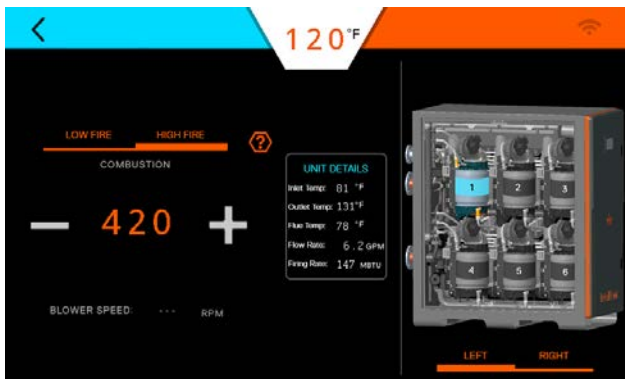 120°F
LOW FIRE HIGH FIRE
?
COMBUSTION
— 420 +
BLOWER SPEED: --- RPM
UNIT DETAILS
Inlet Temp: 81 °F
Outlet Temp: 131°F
Flue Temp: 78 °F
Flow Rate: 6.2 GPM
Firing Rate: 147 MBTU
1 2 3
4 5 6
LEFT RIGHT